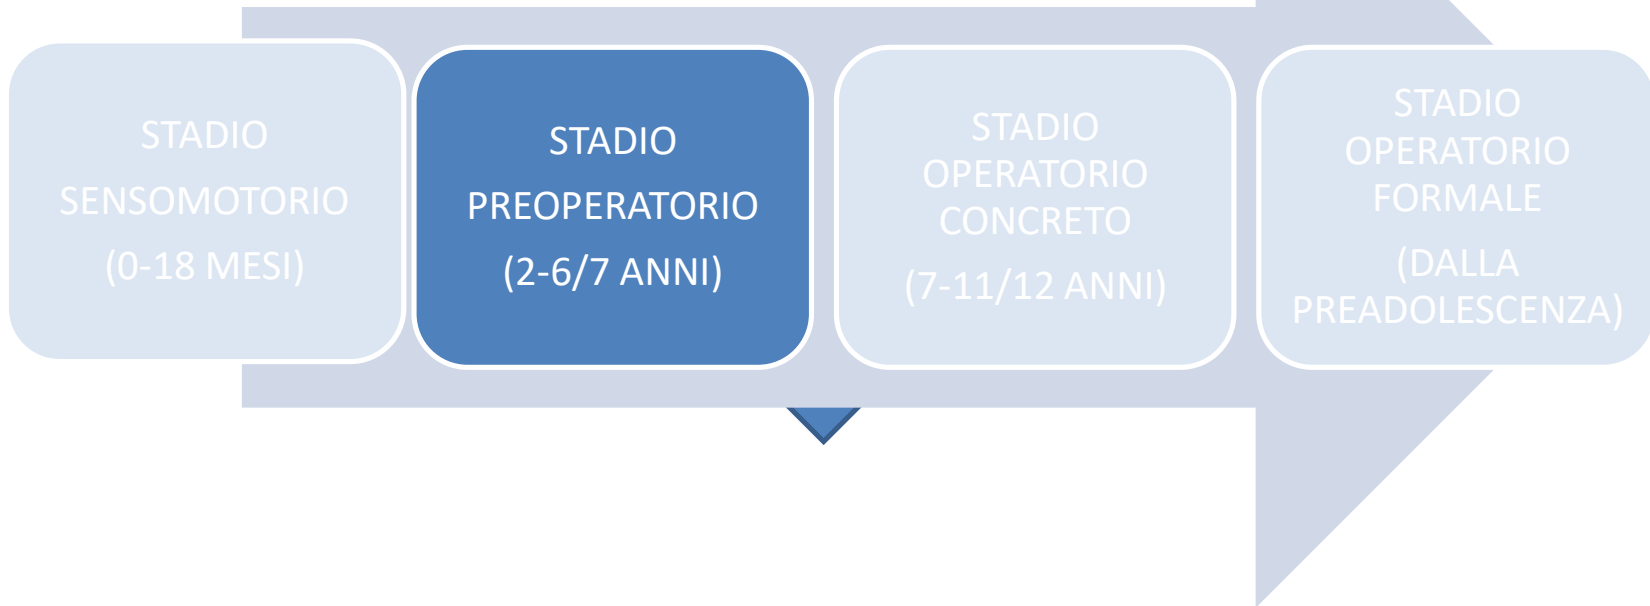 STADIO
SENSOMOTORIO
(0-18 MESI)
STADIO
PREOPERATORIO
(2-6/7 ANNI)
STADIO
OPERATORIO
CONCRETO
(7-11/12 ANNI)
STADIO
OPERATORIO
FORMALE
(DALLA
PREADOLESCENZA)